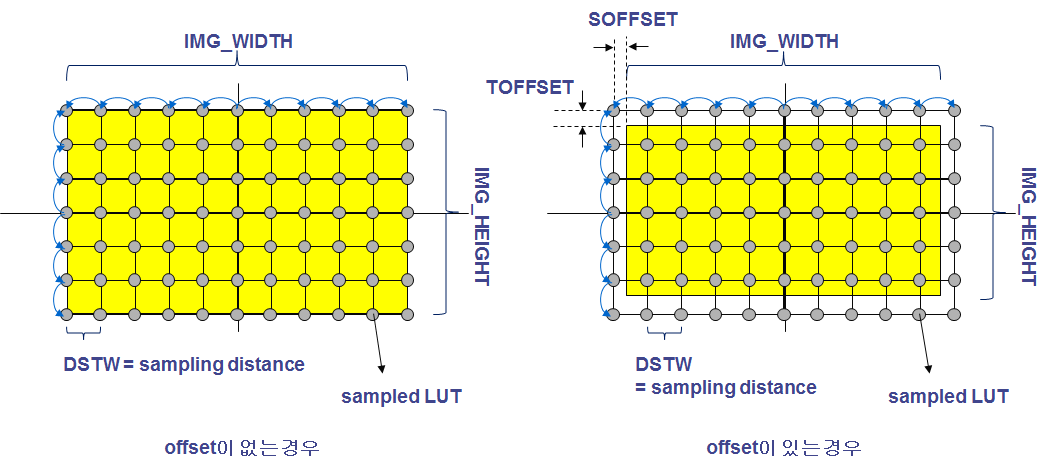 IMG_WIDTH
IMG_HEIGHT
DSTW = sampling distance
sampled LUT
offset이 없는경우
SOFFSET
IMG_WIDTH
TOFFSET
IMG_HEIGHT
DSTW
= sampling distance
sampled LUT
offset이 있는경우